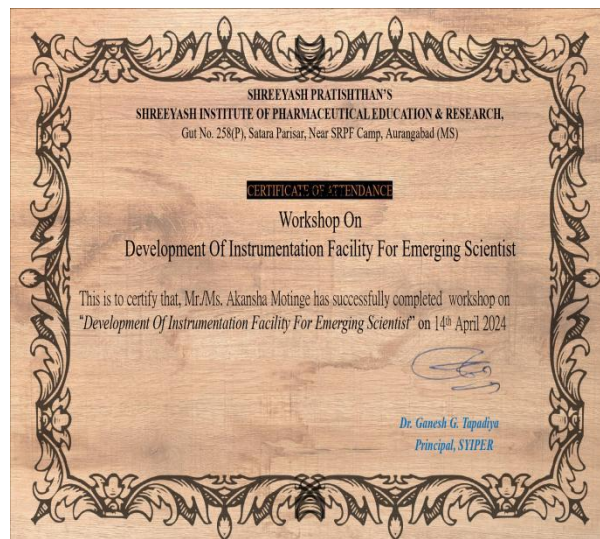 SHREEYASH PRATISHTHAN'S
SHREEYASH INSTITUTE OF PHARMACEUTICAL EDUCATION & RESEARCH,
Gut No. 258(P), Satara Parisar, Near SRPF Camp, Aurangabad (MS)
CERTIFICATE OF ATTENDANCE
Workshop On
Development Of Instrumentation Facility For Emerging Scientist
This is to certify that, Mr./Ms. Akansha Motinge has successfully completed workshop on
"Development Of Instrumentation Facility For Emerging Scientist" on 14th April 2024
Dr. Ganesh G. Tapadiya
Principal, SYIPER